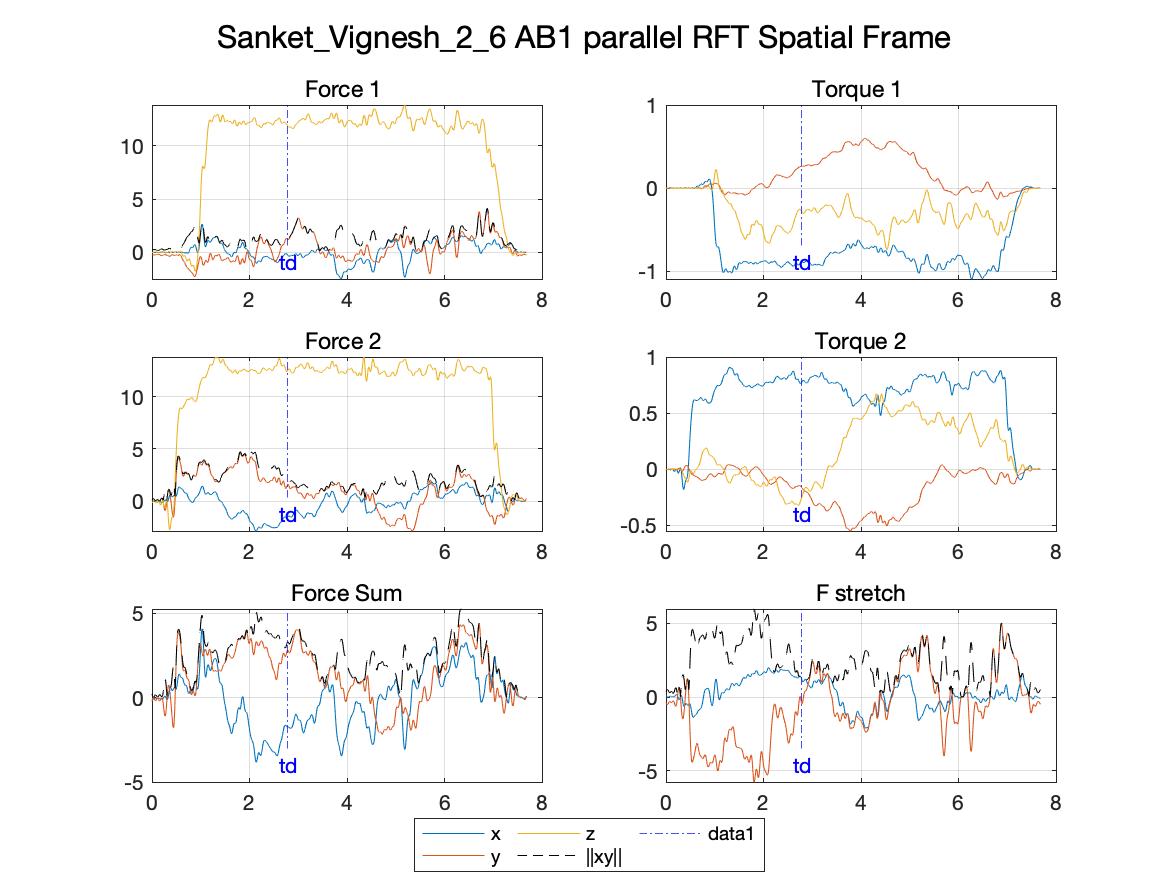 Sanket_Vignesh_2_6 AB1 parallel RFT Spatial Frame
Force 1
10
5
0
td
0 2 4 6 8
Torque 1
1
0
-1
td
0 2 4 6 8
Force 2
10
5
0
td
0 2 4 6 8
Torque 2
1
0.5
0
-0.5
td
0 2 4 6 8
Force Sum
5
0
-5
td
0 2 4 6 8
F stretch
5
0
-5
td
0 2 4 6 8
x z data1
y ||xy||